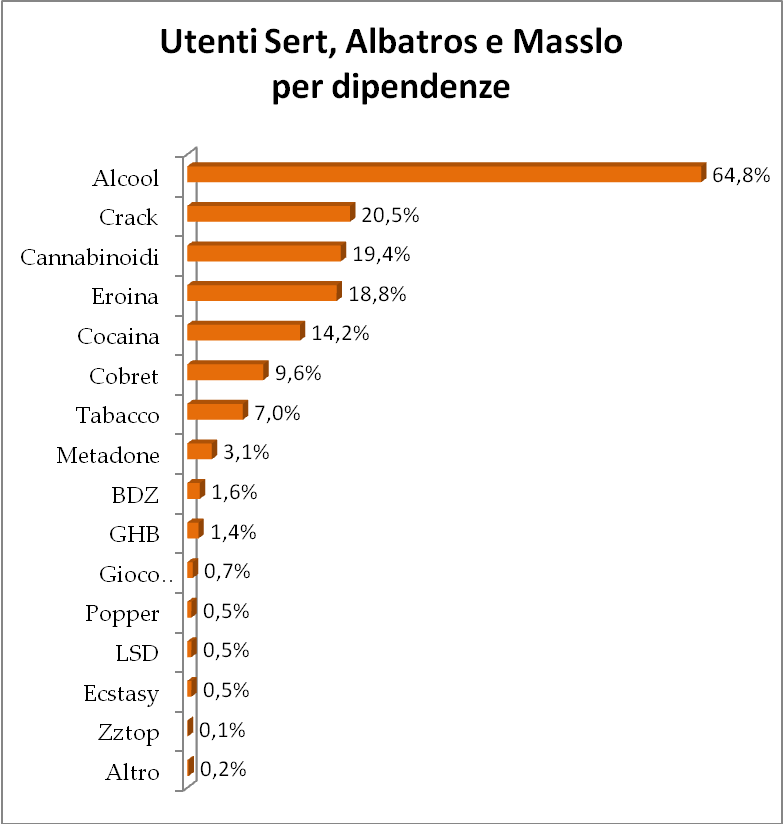 Utenti Sert, Albatros e Masslo
per dipendenze
Alcool 64,8%
Crack 20,5%
Cannabinoidi 19,4%
Eroina 18,8%
Cocaina 14,2%
Cobret 9,6%
Tabacco 7,0%
Metadone 3,1%
BDZ 1,6%
GHB 1,4%
Gioco.. 0,7%
Popper 0,5%
LSD 0,5%
Ecstasy 0,5%
Zztop 0,1%
Altro 0,2%